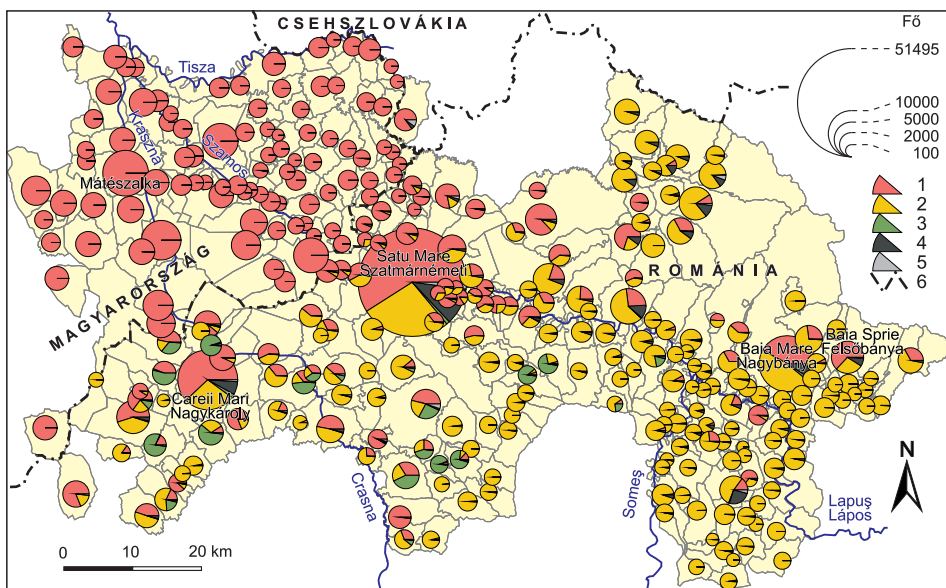 CSEHSZLOVÁKIA
Fő
51495
10000
5000
2000
100
1
2
3
4
5
6
Tisza
Kraszna
Szamos
Mátészalka
MAGYARORSZÁG
Satu Mare
Szatmárnémeti
ROMÁNIA
Baia Sprie
Felsőbánya
Baia Mare
Nagybánya
Careii Mari
Nagykároly
Crasna
Someş
Lapuş
Lápos
N
0 10 20 km